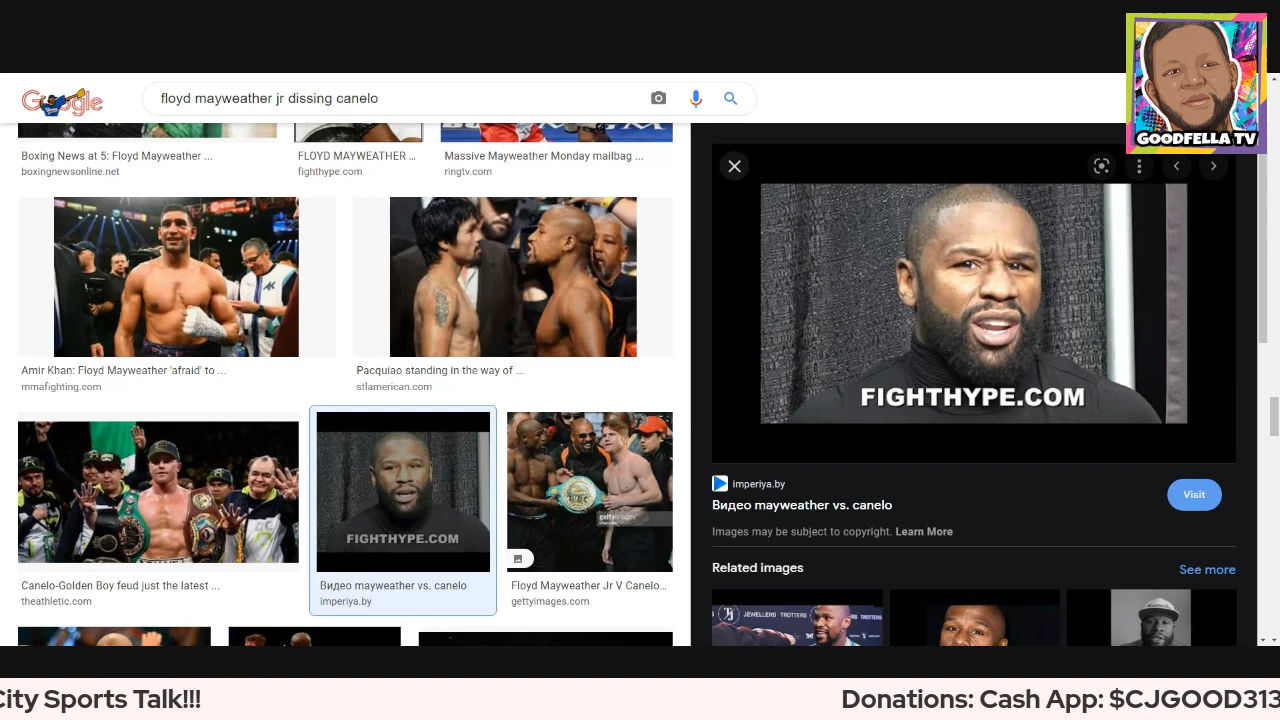 GOODFELLA TV
Google
floyd mayweather jr dissing canelo
Boxing News at 5: Floyd Mayweather ...
boxingnewsonline.net
FLOYD MAYWEATHER ...
fighthype.com
Massive Mayweather Monday mailbag ...
ringtv.com
Amir Khan: Floyd Mayweather 'afraid' to ...
mmafighting.com
Pacquiao standing in the way of ...
stlamerican.com
FIGHTHYPE.COM
Canelo-Golden Boy feud just the latest ...
theathletic.com
FIGHTHYPE.COM
Видео mayweather vs. canelo
imperiya.by
gettyimages
Floyd Mayweather Jr V Canelo...
gettyimages.com
imperiya.by
Видео mayweather vs. canelo
Visit
Images may be subject to copyright. Learn More
Related images
See more
JEWELLERS TROTTERS
City Sports Talk!!!
Donations: Cash App: $CJGOOD313